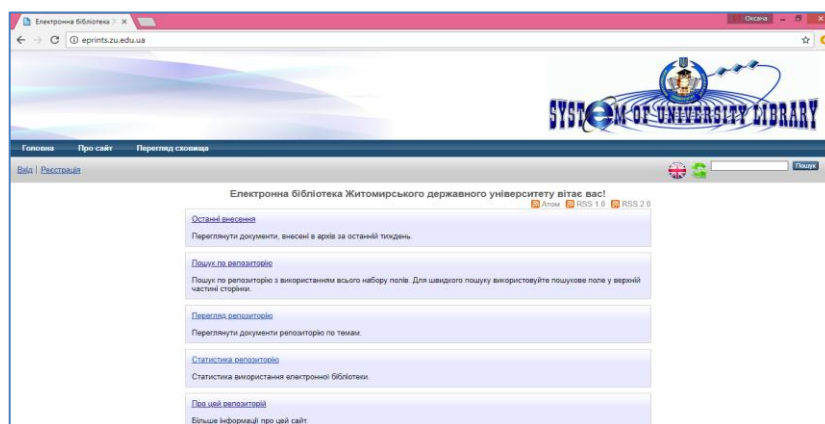 Електронна бібліотека
Оксана
eprints.zu.edu.ua
SYSTEM OF UNIVERSITY LIBRARY
Головна Про сайт Перегляд сховища
Вхід | Реєстрація
Пошук
Електронна бібліотека Житомирського державного університету вітає вас!
Атом RSS 1.0 RSS 2.0
Останні внесення
Переглянути документи, внесені в архів за останній тиждень.
Пошук по репозиторію
Пошук по репозиторію з використанням всього набору полів. Для швидкого пошуку використовуйте пошукове поле у верхній
частині сторінки.
Перегляд репозиторію
Переглянути документи репозиторію по темам.
Статистика репозиторію
Статистика використання електронної бібліотеки.
Про цей репозиторій
Більше інформації про цей сайт.